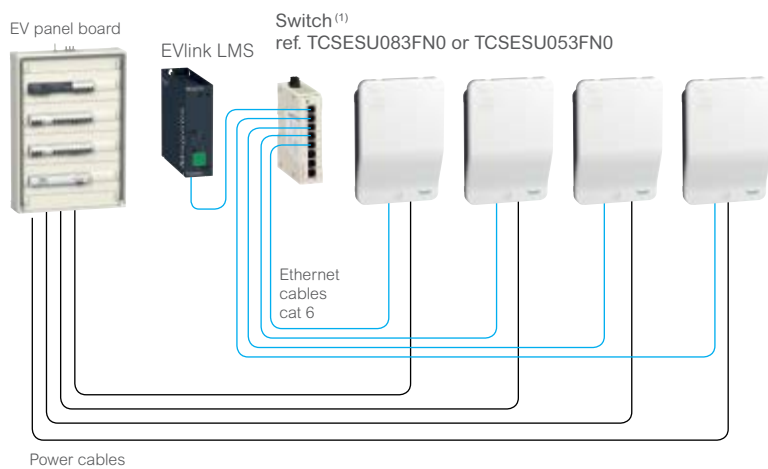 EV panel board
EVlink LMS
Switch (1)
ref. TCSESU083FN0 or TCSESU053FN0
Ethernet
cables
cat 6
Power cables